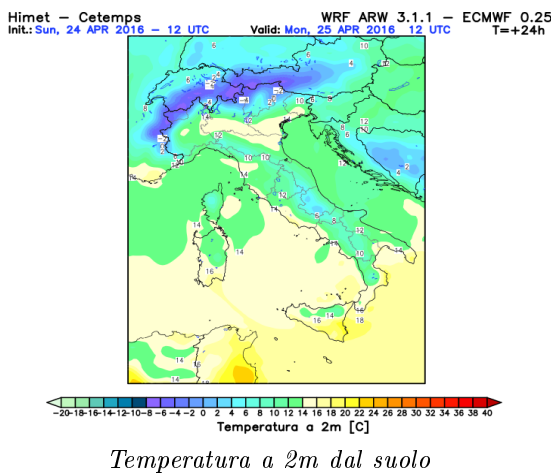 Himet – Cetemps WRF ARW 3.1.1 – ECMWF 0.25
Init.: Sun, 24 APR 2016 – 12 UTC Valid: Mon, 25 APR 2016 12 UTC T=+24h
-20-18-16-14-12-10-8 -6 -4 -2 0 2 4 6 8 10 12 14 16 18 20 22 24 26 28 30 32 34 36 38 40
Temperatura a 2m [C]
Temperatura a 2m dal suolo